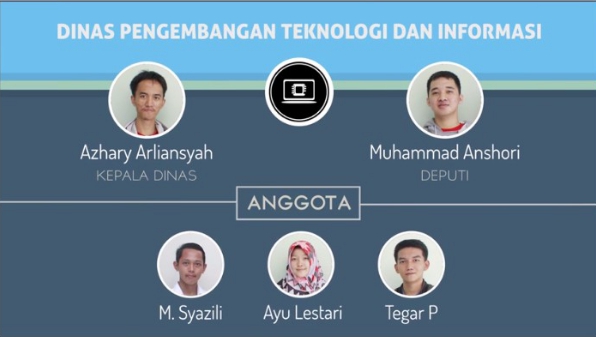 DINAS PENGEMBANGAN TEKNOLOGI DAN INFORMASI
Azhary Arliansyah
KEPALA DINAS
Muhammad Anshori
DEPUTI
ANGGOTA
M. Syazili
Ayu Lestari
Tegar P